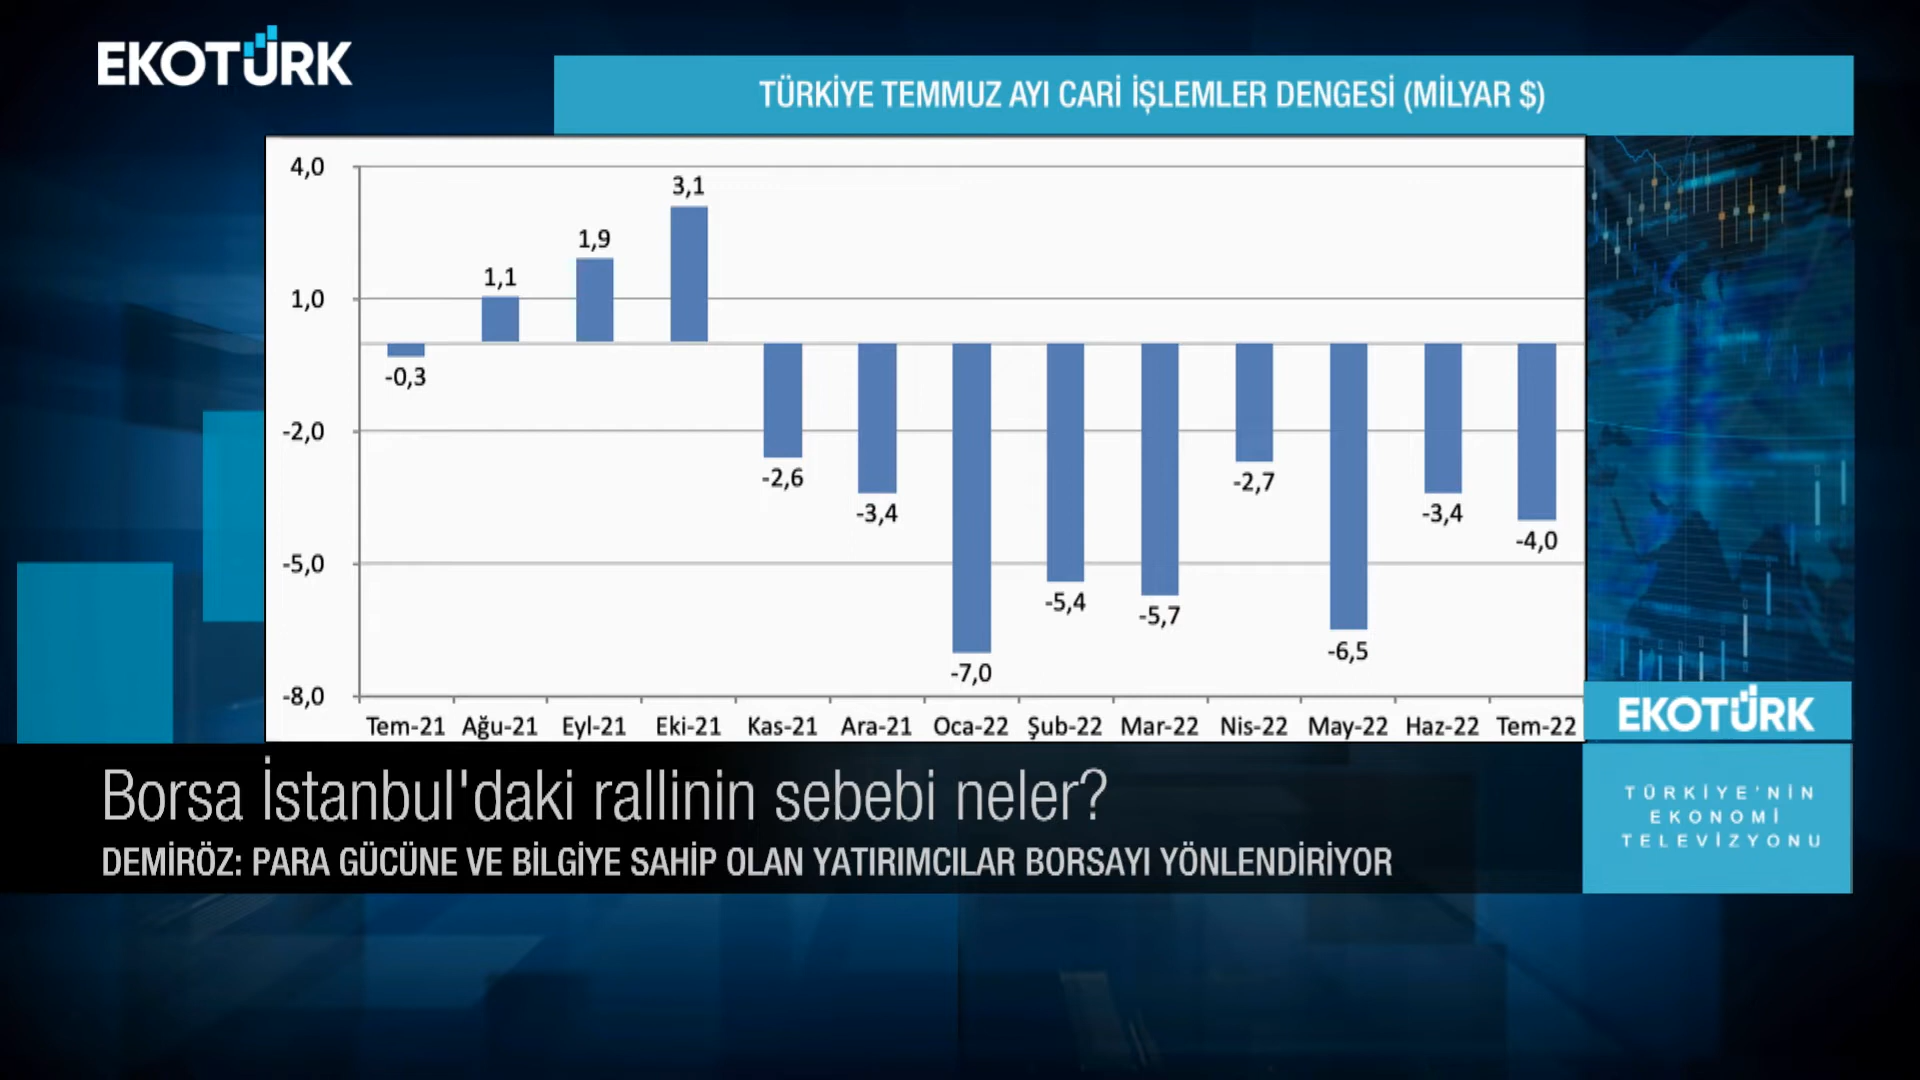 EKOTÜRK
TÜRKİYE TEMMUZ AYI CARİ İŞLEMLER DENGESİ (MİLYAR $)
4,0
1,0
-2,0
-5,0
-8,0
-0,3
1,1
1,9
3,1
-2,6
-3,4
-7,0
-5,4
-5,7
-2,7
-6,5
-3,4
-4,0
Tem-21 Ağu-21 Eyl-21 Eki-21 Kas-21 Ara-21 Oca-22 Şub-22 Mar-22 Nis-22 May-22 Haz-22 Tem-22
EKOTÜRK
Borsa İstanbul'daki rallinin sebebi neler?
DEMİRÖZ: PARA GÜCÜNE VE BİLGİYE SAHİP OLAN YATIRIMCILAR BORSAYI YÖNLENDİRİYOR
TÜRKİYE'NİN
EKONOMİ
TELEVİZYONU